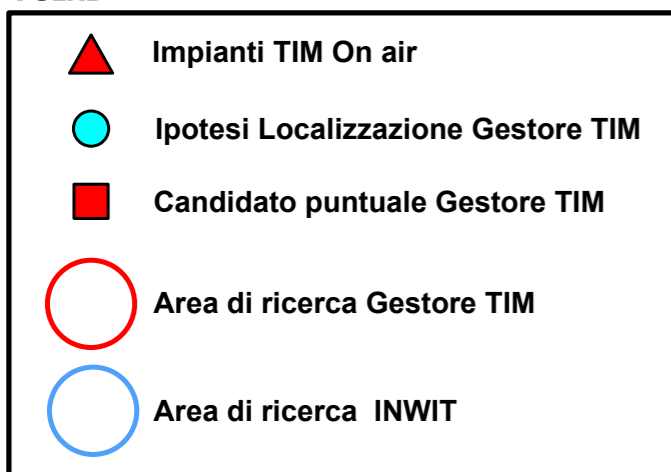 Impianti TIM On air
Ipotesi Localizzazione Gestore TIM
Candidato puntuale Gestore TIM
Area di ricerca Gestore TIM
Area di ricerca INWIT